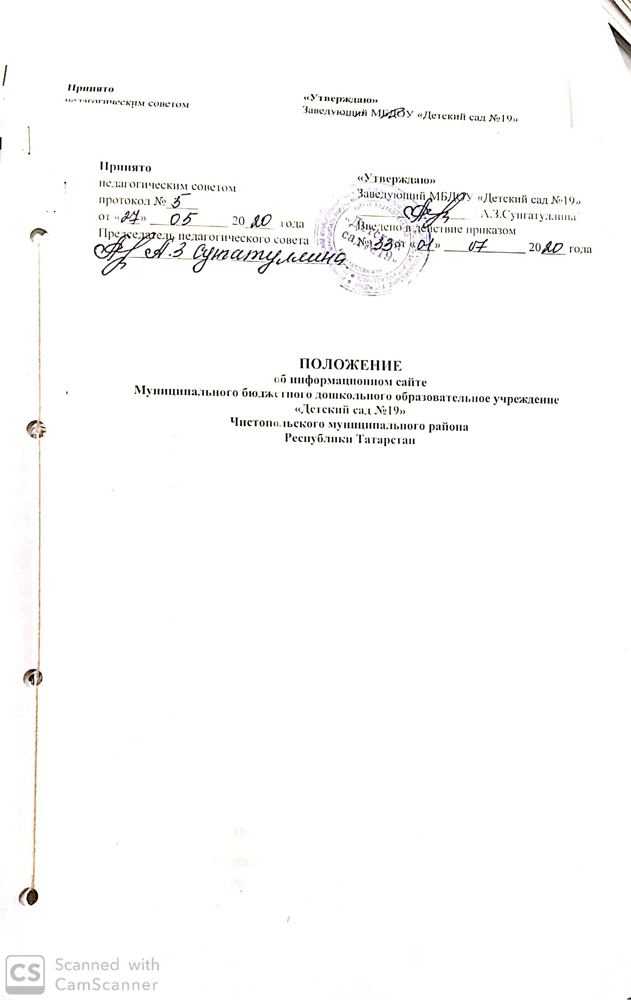 Принято
педагогическим советом
«Утверждаю»
Заведующий МБДОУ «Детский сад №19»
Принято
педагогическим советом
протокол № 5
от «27» 05 2020 года
Председатель педагогического совета
А.З Сунгатуллина
«Утверждаю»
Заведующий МБДОУ «Детский сад №19»
А.З.Сунгатуллина
Введено в действие приказом
№ 33 от «01» 07 2020 года
«Детский
сад №19»
ПОЛОЖЕНИЕ
об информационном сайте
Муниципального бюджетного дошкольного образовательное учреждение
«Детский сад №19»
Чистопольского муниципального района
Республики Татарстан
CS
Scanned with
CamScanner